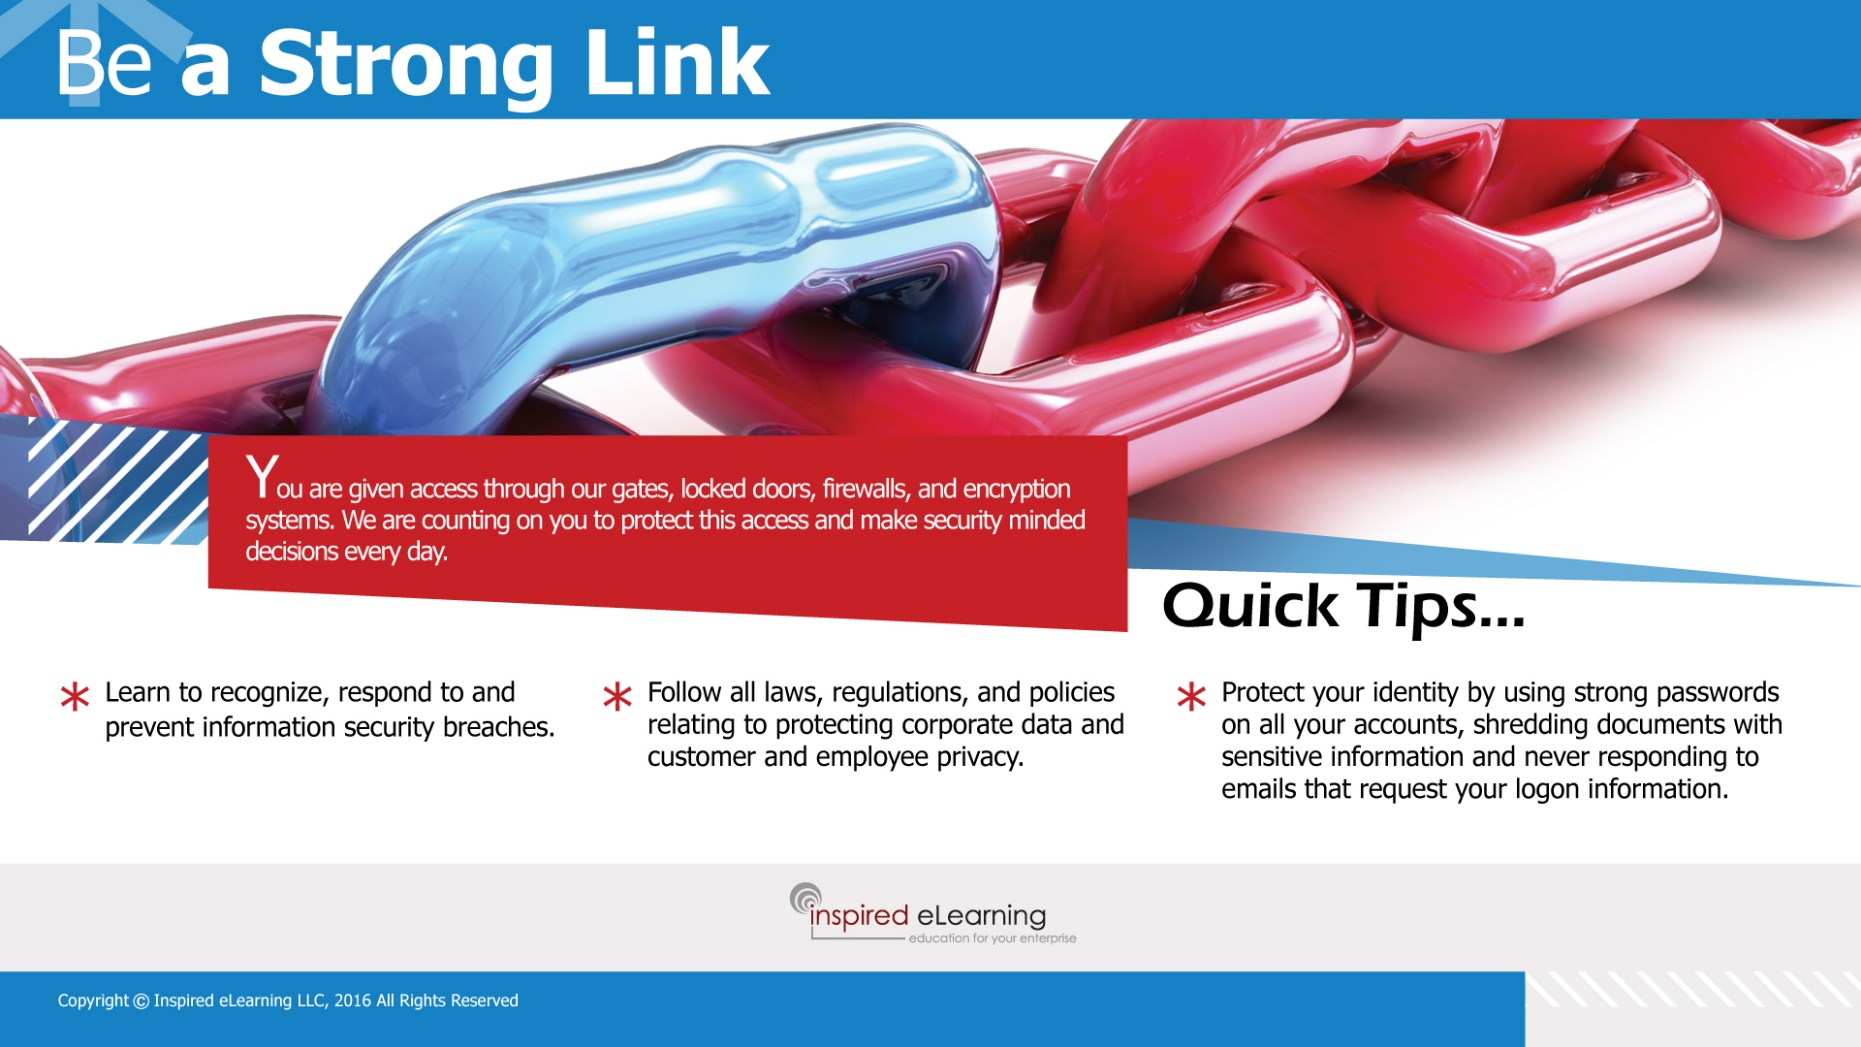 Be a Strong Link
You are given access through our gates, locked doors, firewalls, and encryption
systems. We are counting on you to protect this access and make security minded
decisions every day.
Quick Tips...
* Learn to recognize, respond to and
prevent information security breaches.
* Follow all laws, regulations, and policies
relating to protecting corporate data and
customer and employee privacy.
* Protect your identity by using strong passwords
on all your accounts, shredding documents with
sensitive information and never responding to
emails that request your logon information.
inspired eLearning
education for your enterprise
Copyright © Inspired eLearning LLC, 2016 All Rights Reserved